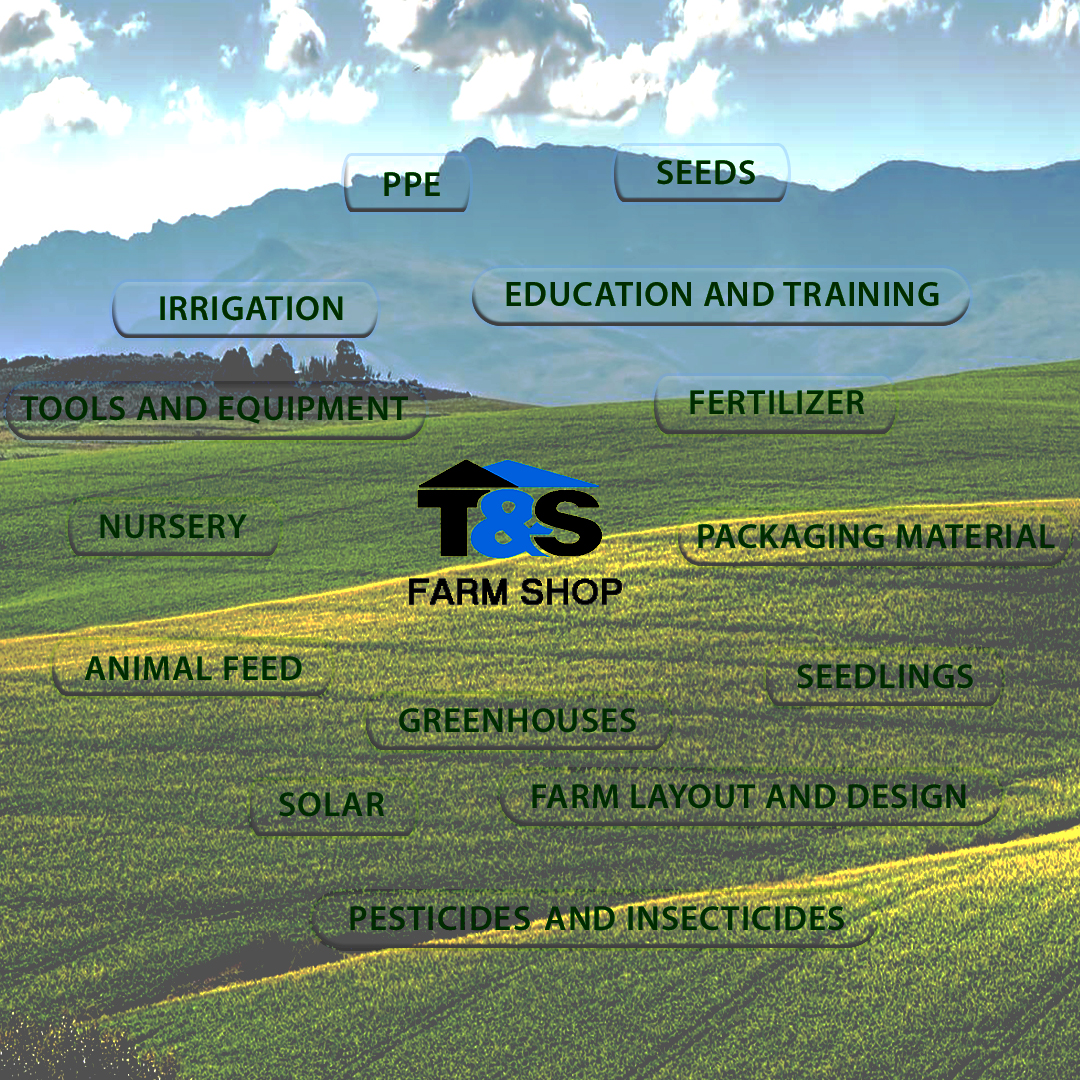 PPE
SEEDS
IRRIGATION
EDUCATION AND TRAINING
TOOLS AND EQUIPMENT
FERTILIZER
T&S
FARM SHOP
NURSERY
PACKAGING MATERIAL
ANIMAL FEED
SEEDLINGS
GREENHOUSES
SOLAR
FARM LAYOUT AND DESIGN
PESTICIDES AND INSECTICIDES